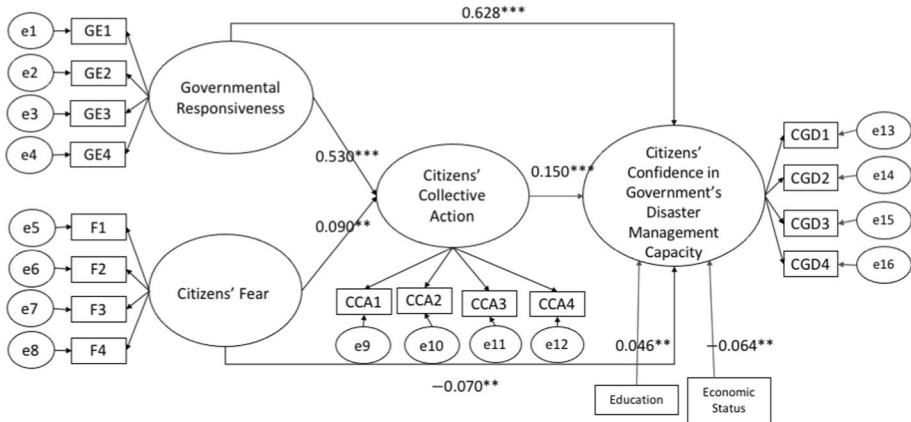 0.628***
e1
GE1
e2
GE2
e3
GE3
e4
GE4
Governmental
Responsiveness
0.530***
0.090**
Citizens’
Collective
Action
0.150***
Citizens’
Confidence in
Government’s
Disaster
Management
Capacity
CGD1
e13
CGD2
e14
CGD3
e15
CGD4
e16
e5
F1
e6
F2
e7
F3
e8
F4
Citizens’ Fear
CCA1
CCA2
CCA3
CCA4
e9
e10
e11
e12
0.046**
−0.064**
−0.070**
Education
Economic
Status